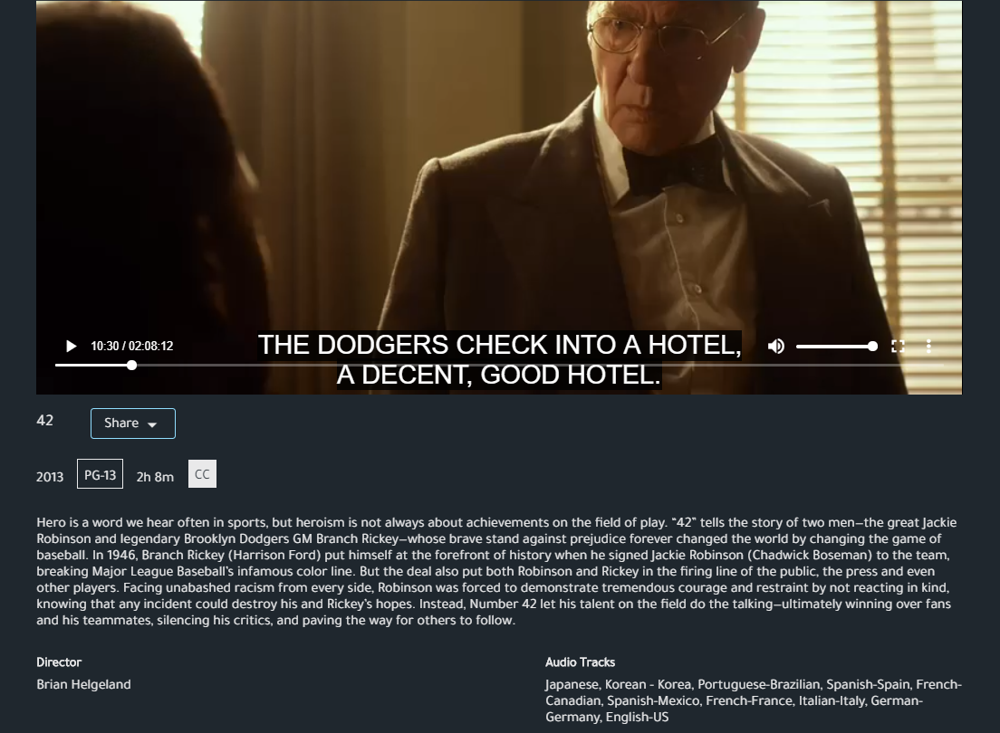 10:30 / 02:08:12
THE DODGERS CHECK INTO A HOTEL,
A DECENT, GOOD HOTEL.
42
Share
2013 PG-13 2h 8m CC
Hero is a word we hear often in sports, but heroism is not always about achievements on the field of play. “42” tells the story of two men—the great Jackie
Robinson and legendary Brooklyn Dodgers GM Branch Rickey—whose brave stand against prejudice forever changed the world by changing the game of
baseball. In 1946, Branch Rickey (Harrison Ford) put himself at the forefront of history when he signed Jackie Robinson (Chadwick Boseman) to the team,
breaking Major League Baseball’s infamous color line. But the deal also put both Robinson and Rickey in the firing line of the public, the press and even
other players. Facing unabashed racism from every side, Robinson was forced to demonstrate tremendous courage and restraint by not reacting in kind,
knowing that any incident could destroy his and Rickey’s hopes. Instead, Number 42 let his talent on the field do the talking—ultimately winning over fans
and his teammates, silencing his critics, and paving the way for others to follow.
Director
Brian Helgeland
Audio Tracks
Japanese, Korean - Korea, Portuguese-Brazilian, Spanish-Spain, French-
Canadian, Spanish-Mexico, French-France, Italian-Italy, German-
Germany, English-US